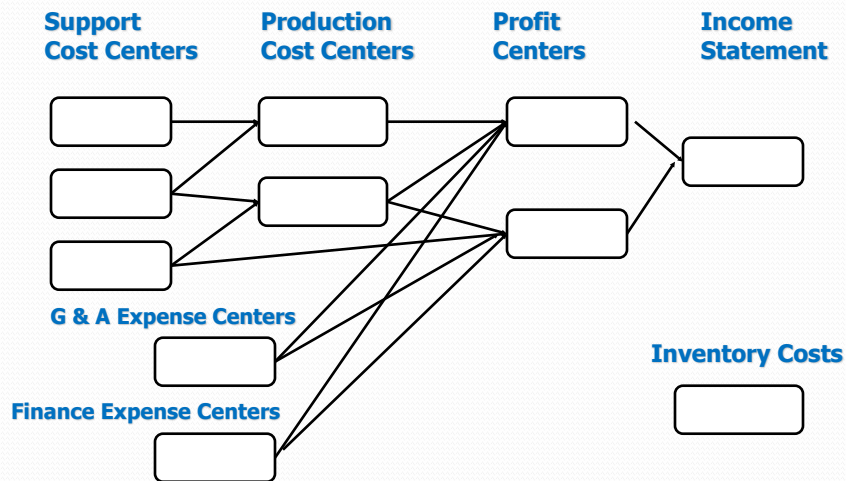 Support
Cost Centers
Production
Cost Centers
Profit
Centers
Income
Statement
G & A Expense Centers
Inventory Costs
Finance Expense Centers